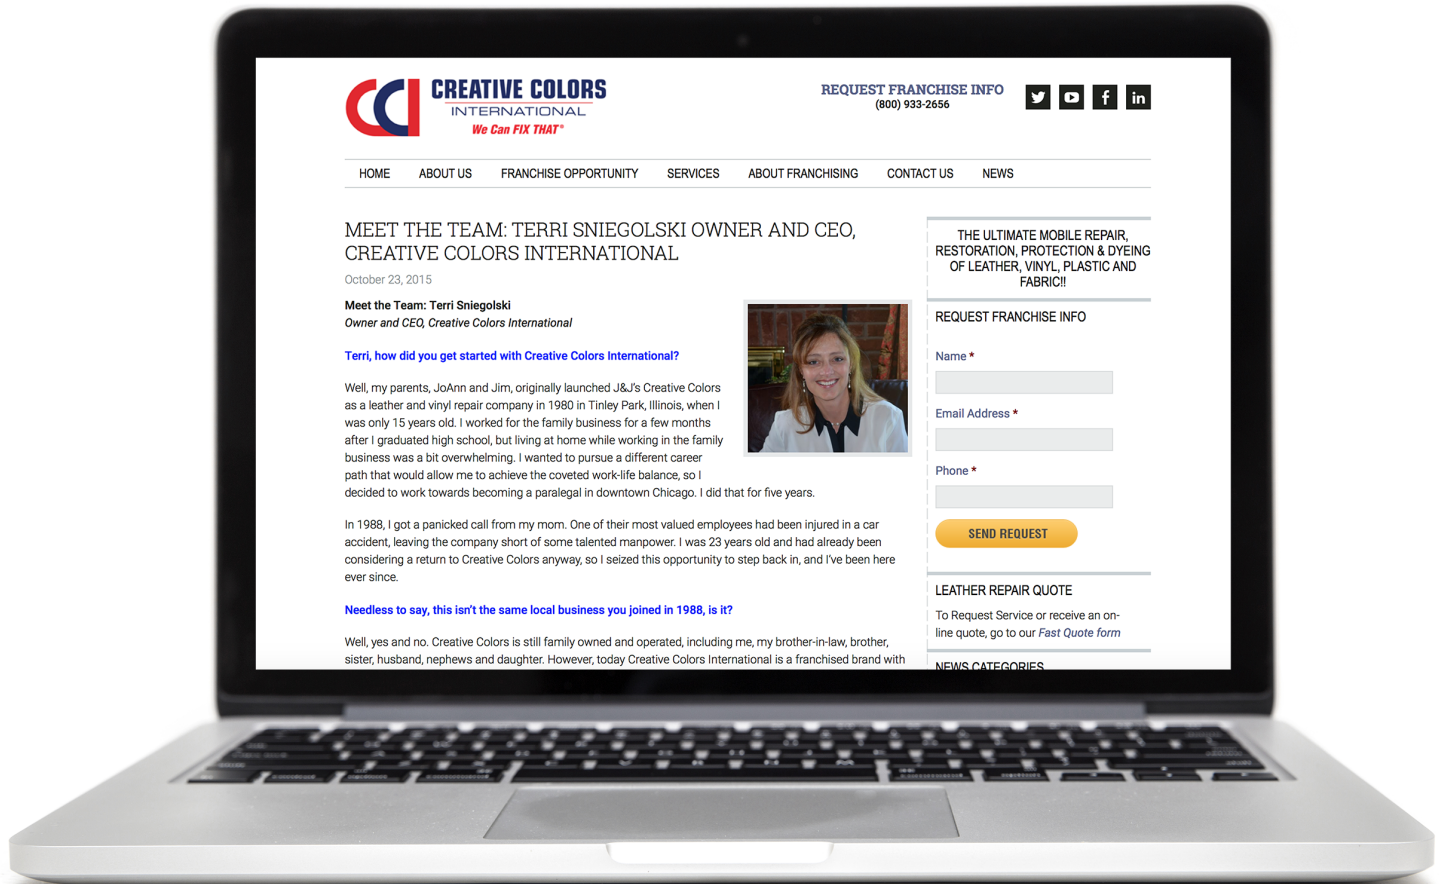 CREATIVE COLORS
INTERNATIONAL
We Can FIX THAT®
REQUEST FRANCHISE INFO
(800) 933-2656
HOME ABOUT US FRANCHISE OPPORTUNITY SERVICES ABOUT FRANCHISING CONTACT US NEWS
MEET THE TEAM: TERRI SNIEGOLSKI OWNER AND CEO,
CREATIVE COLORS INTERNATIONAL
October 23, 2015
Meet the Team: Terri Sniegolski
Owner and CEO, Creative Colors International
Terri, how did you get started with Creative Colors International?
Well, my parents, JoAnn and Jim, originally launched J&J's Creative Colors
as a leather and vinyl repair company in 1980 in Tinley Park, Illinois, when I
was only 15 years old. I worked for the family business for a few months
after I graduated high school, but living at home while working in the family
business was a bit overwhelming. I wanted to pursue a different career
path that would allow me to achieve the coveted work-life balance, so I
decided to work towards becoming a paralegal in downtown Chicago. I did that for five years.
In 1988, I got a panicked call from my mom. One of their most valued employees had been injured in a car
accident, leaving the company short of some talented manpower. I was 23 years old and had already been
considering a return to Creative Colors anyway, so I seized this opportunity to step back in, and I've been here
ever since.
Needless to say, this isn't the same local business you joined in 1988, is it?
Well, yes and no. Creative Colors is still family owned and operated, including me, my brother-in-law, brother,
sister, husband, nephews and daughter. However, today Creative Colors International is a franchised brand with
THE ULTIMATE MOBILE REPAIR,
RESTORATION, PROTECTION & DYEING
OF LEATHER, VINYL, PLASTIC AND
FABRIC!!
REQUEST FRANCHISE INFO
Name *
Email Address *
Phone *
SEND REQUEST
LEATHER REPAIR QUOTE
To Request Service or receive an on-
line quote, go to our Fast Quote form
NEWS CATEGORIES